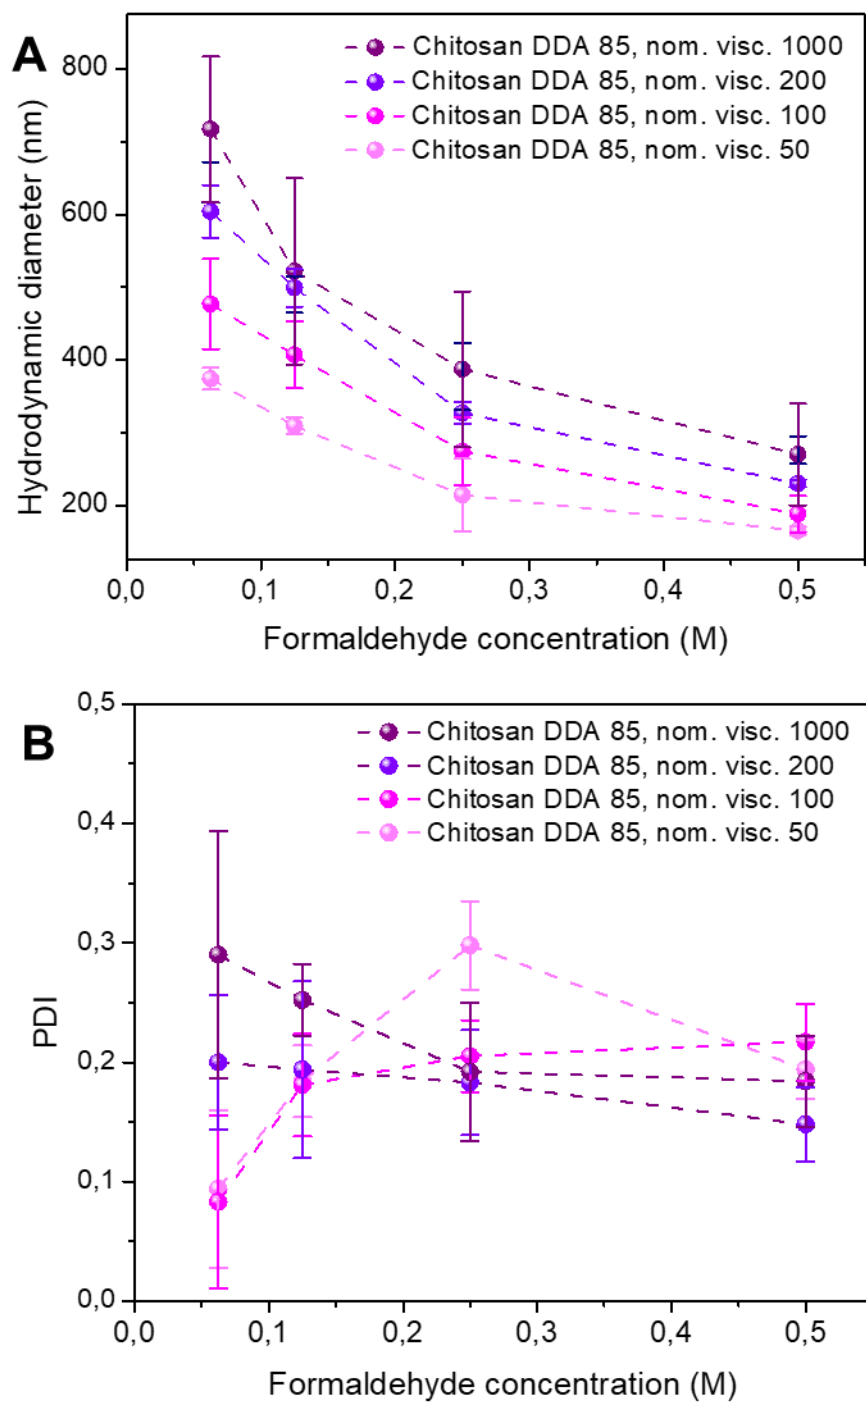 A
Chitosan DDA 85, nom. visc. 1000
Chitosan DDA 85, nom. visc. 200
Chitosan DDA 85, nom. visc. 100
Chitosan DDA 85, nom. visc. 50
Hydrodynamic diameter (nm)
800
600
400
200
0,0 0,1 0,2 0,3 0,4 0,5
Formaldehyde concentration (M)
B
Chitosan DDA 85, nom. visc. 1000
Chitosan DDA 85, nom. visc. 200
Chitosan DDA 85, nom. visc. 100
Chitosan DDA 85, nom. visc. 50
PDI
0,5
0,4
0,3
0,2
0,1
0,0
0,0 0,1 0,2 0,3 0,4 0,5
Formaldehyde concentration (M)